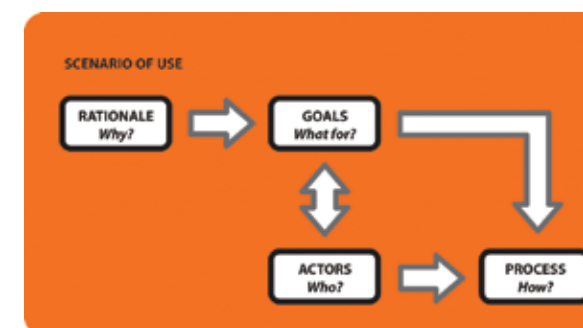 SCENARIO OF USE
RATIONALE
Why?
GOALS
What for?
ACTORS
Who?
PROCESS
How?